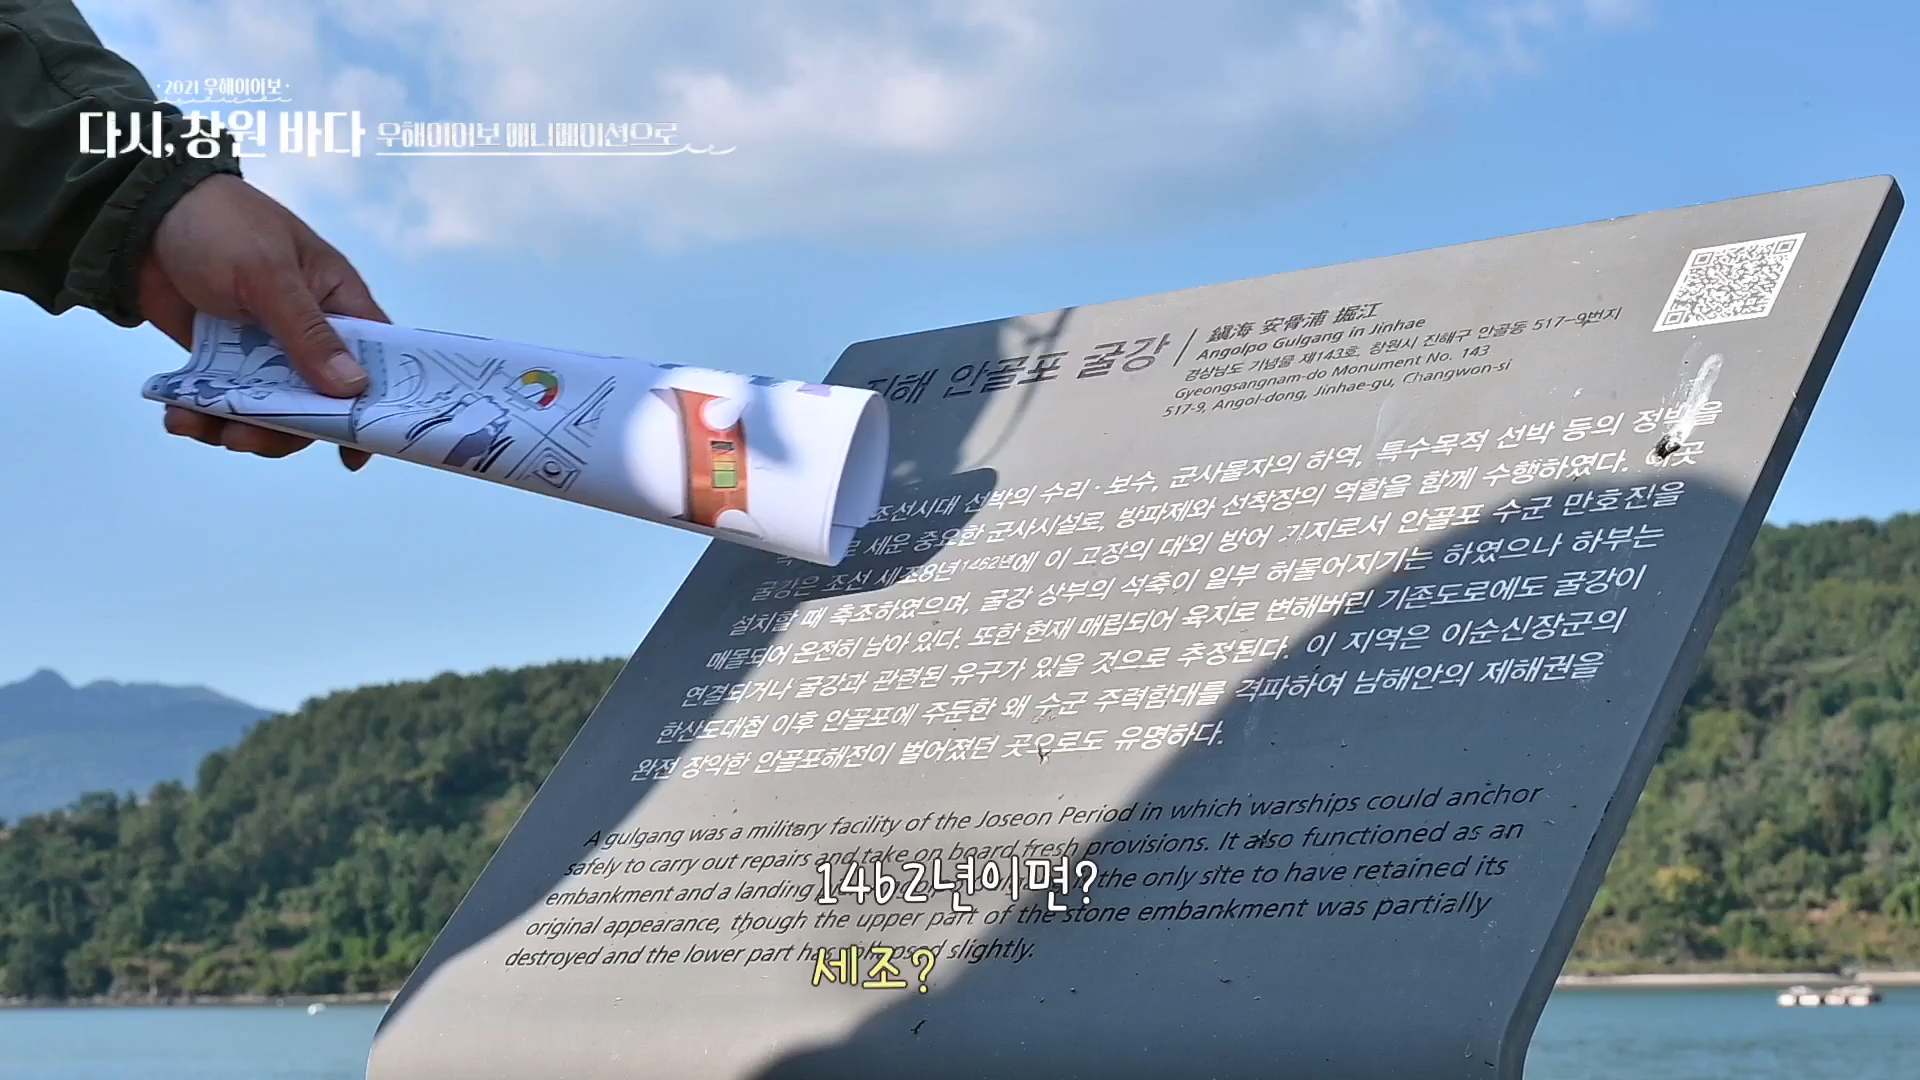 · 2021 우해이어보 ·
다시, 창원 바다 우해이어보 애니메이션으로
진해 안골포 굴강
鎭海 安骨浦 掘江
Angolpo Gulgang in Jinhae
경상남도 기념물 제143호 창원시 진해구 안골동 517-9번지
Gyeongsangnam-do Monument No. 143
517-9, Angol-dong, Jinhae-gu, Changwon-si
조선시대 선박의 수리·보수, 군사물자의 하역, 특수목적 선박 등의 정박을
세운 중요한 군사시설로, 방파제와 선착장의 역할을 함께 수행하였다. 이곳
굴강은 조선 세조8년1462년에 이 고장의 대외 방어 기지로서 안골포 수군 만호진을
설치할 때 축조하였으며, 굴강 상부의 석축이 일부 허물어지기는 하였으나 하부는
매몰되어 온전히 남아 있다. 또한 현재 매립되어 육지로 변해버린 기존도로에도 굴강이
연결되거나 굴강과 관련된 유구가 있을 것으로 추정된다. 이 지역은 이순신장군의
한산도대첩 이후 안골포에 주둔한 왜 수군 주력함대를 격파하여 남해안의 제해권을
완전 장악한 안골포해전이 벌어졌던 곳으로도 유명하다.
A gulgang was a military facility of the Joseon Period in which warships could anchor
safely to carry out repairs and take on board fresh provisions. It also functioned as an
embankment and a landing the only site to have retained its
original appearance, though the upper part of the stone embankment was partially
destroyed and the lower part has collapsed slightly.
1462년이면?
세조?